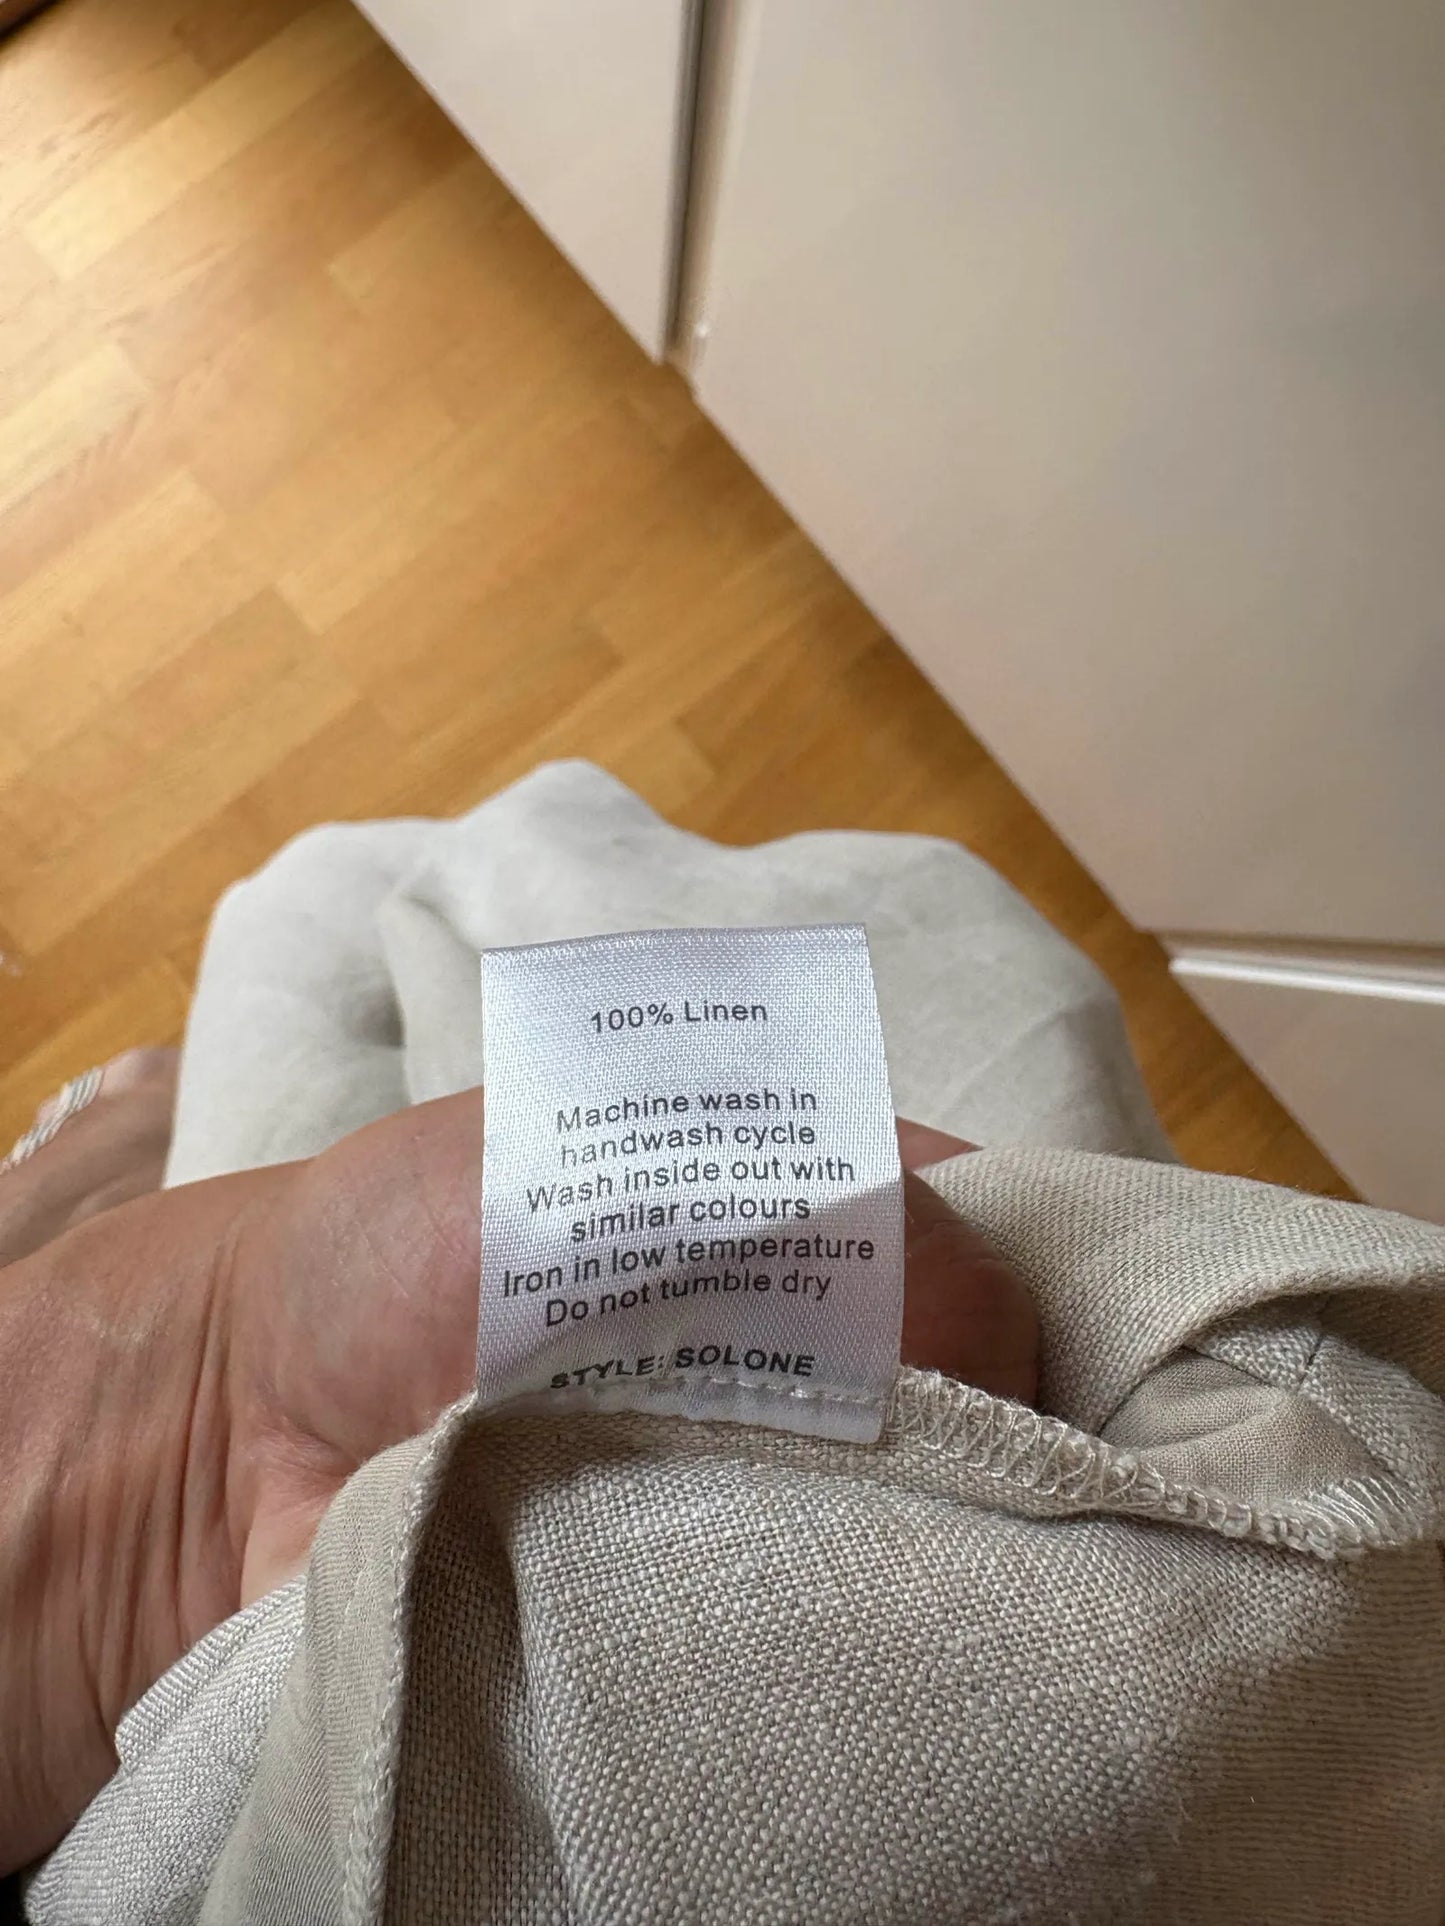 100% Linen
Machine wash in
handwash cycle
Wash inside out with
similar colours
Iron in low temperature
Do not tumble dry
STYLE: SOLONE